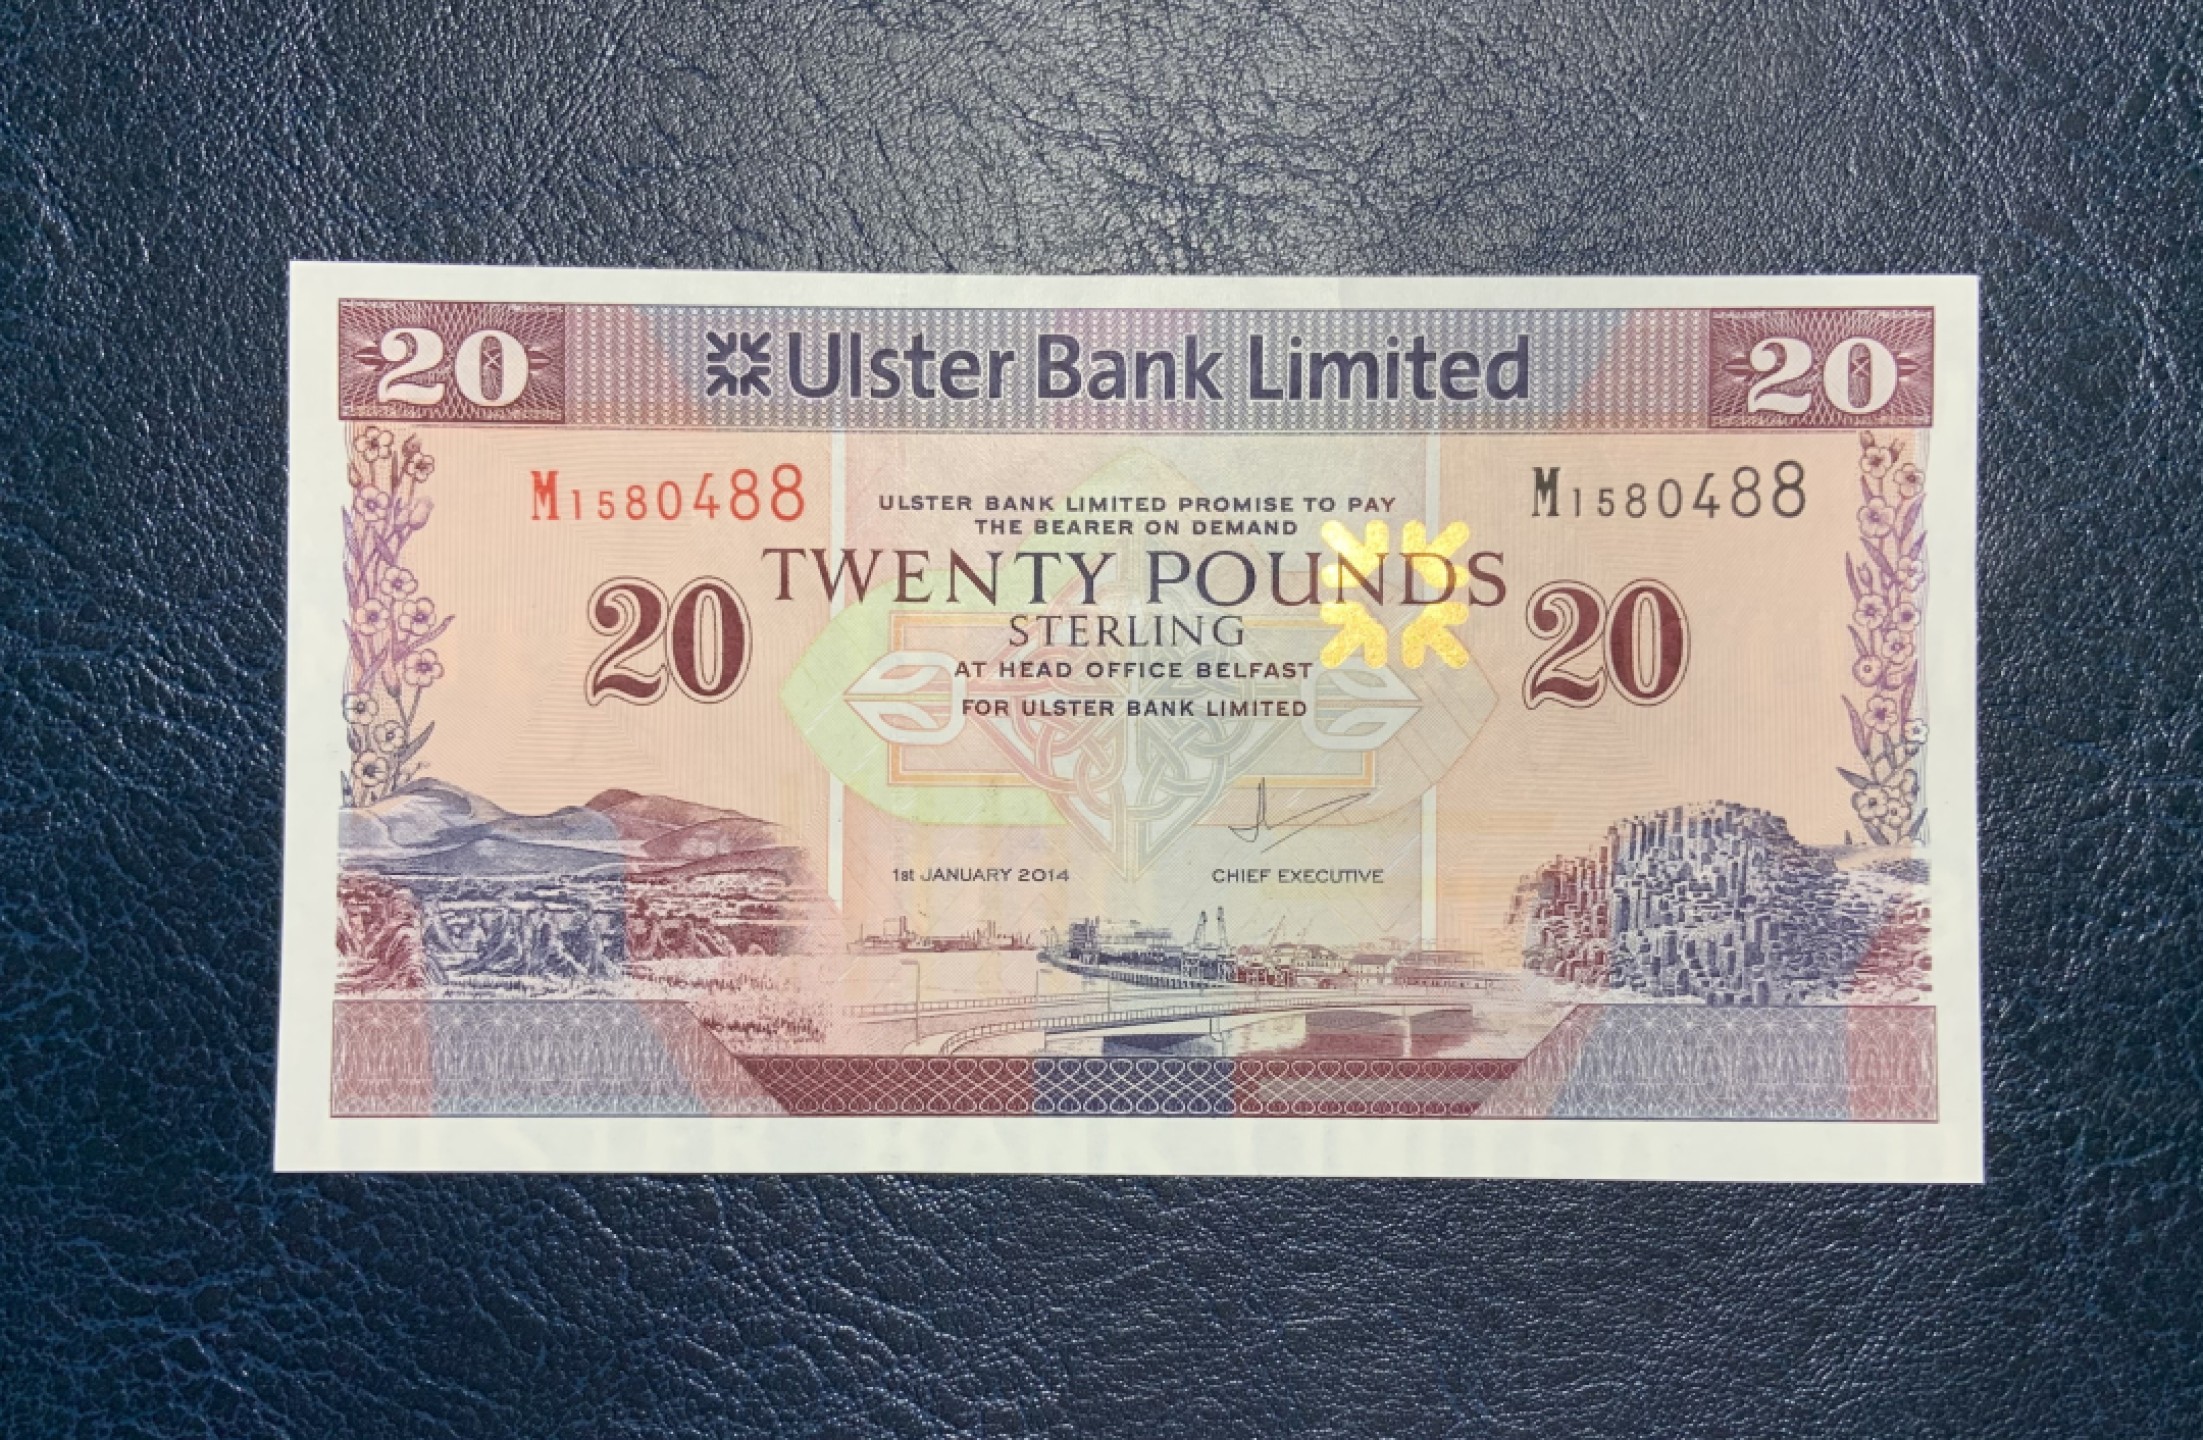 20 Ulster Bank Limited 20
M1580488 M1580488
ULSTER BANK LIMITED PROMISE TO PAY
THE BEARER ON DEMAND
TWENTY POUNDS
20 STERLING 20
AT HEAD OFFICE BELFAST
FOR ULSTER BANK LIMITED
1st JANUARY 2014 CHIEF EXECUTIVE